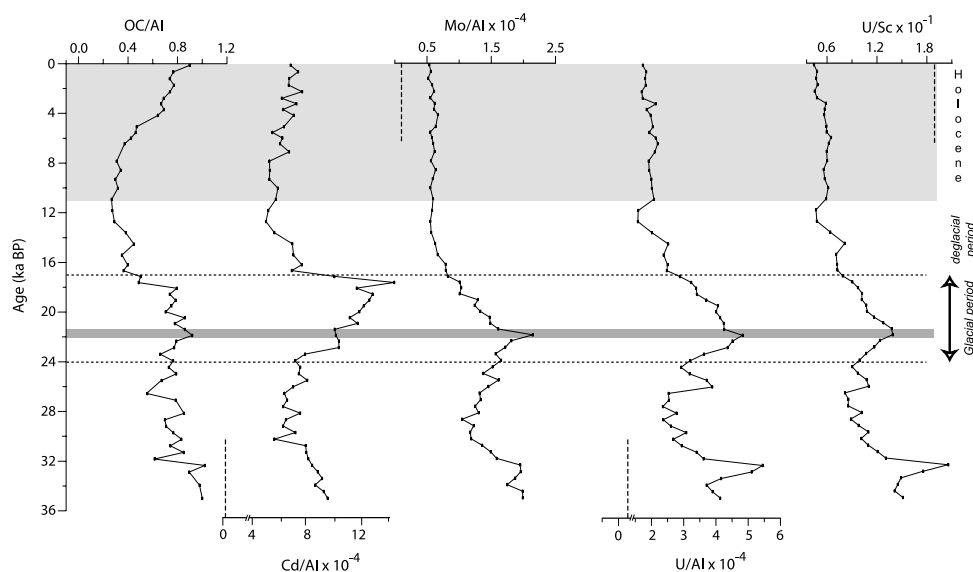 OC/Al
Mo/Al x 10⁻⁴
U/Sc x 10⁻¹
0.0 0.4 0.8 1.2
0.5 1.5 2.5
0.6 1.2 1.8
0
4
8
12
16
20
24
28
32
36
Age (ka BP)
Holocene
deglacial
period
Glacial period
0 4 8 12
Cd/Al x 10⁻⁴
0 2 4 6
U/Al x 10⁻⁴